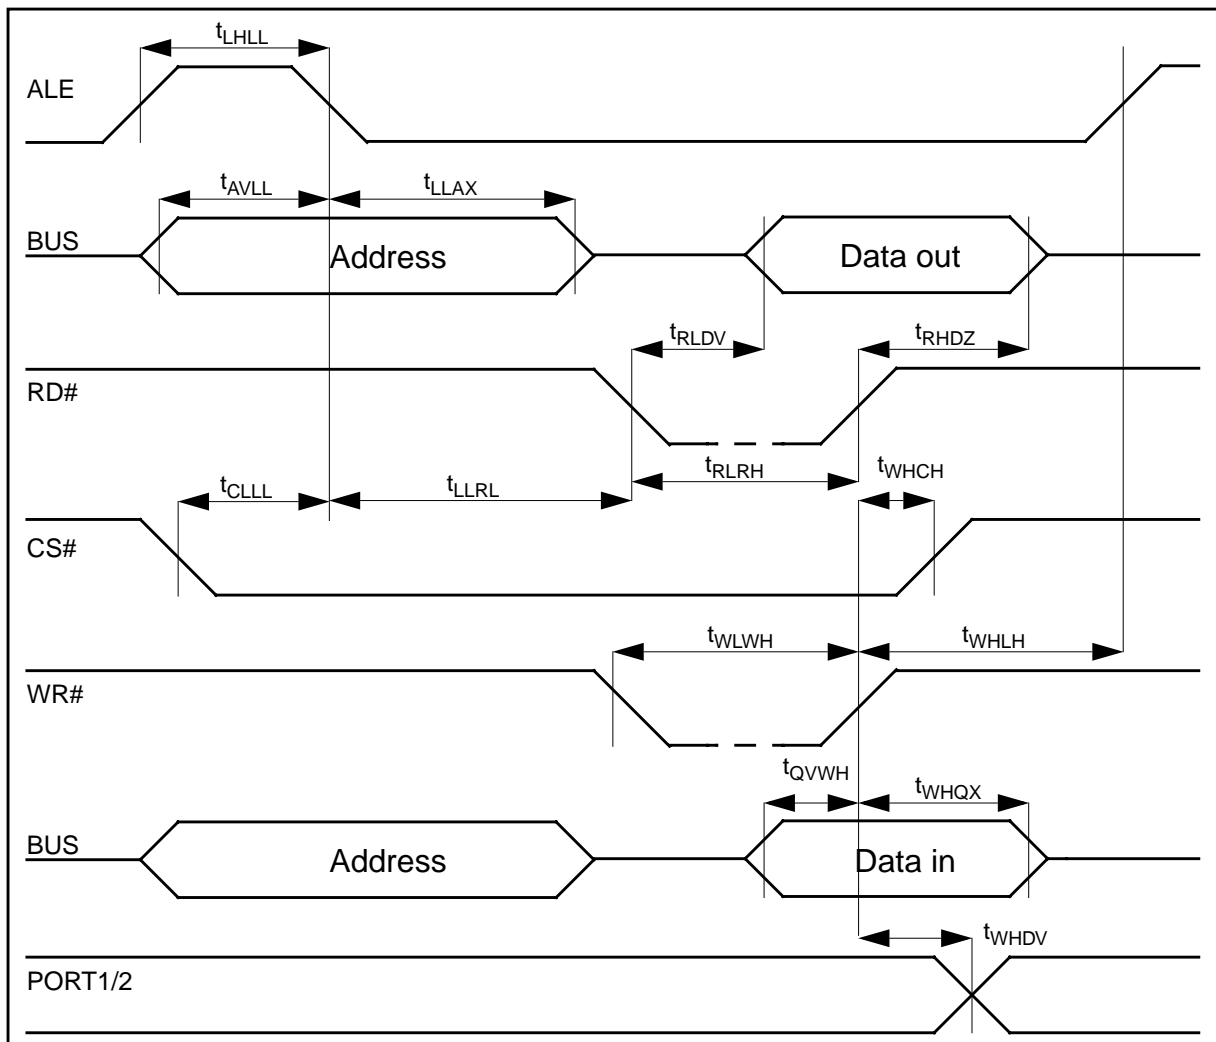 tLHLL
ALE
tAVLL tLLAX
BUS Address Data out
tRLDV tRHDZ
RD#
tRLRH tWHCH
tCLLL tLLRL
CS#
tWLWH tWHLH
WR#
tQVWH tWHQX
BUS Address Data in
tWHDV
PORT1/2